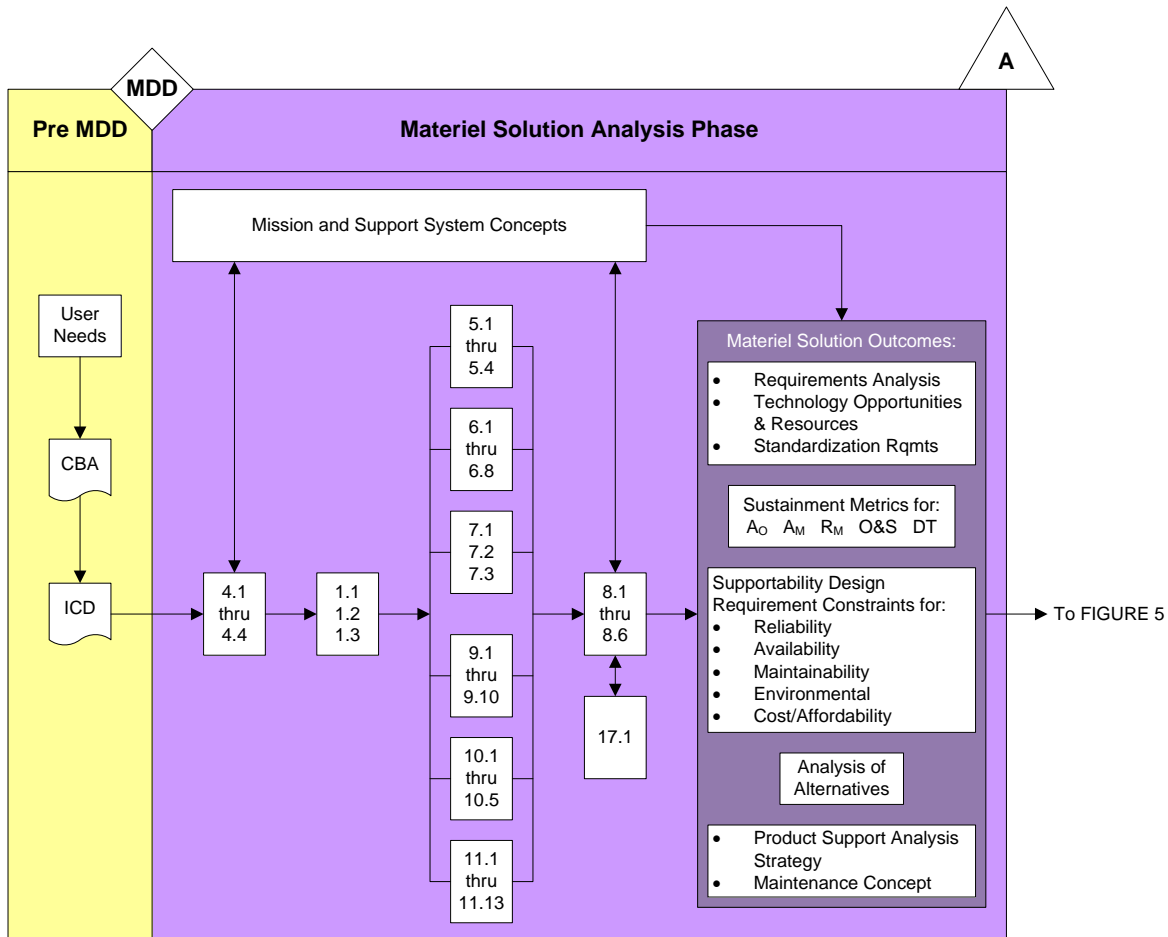 MDD
A
Pre MDD
Materiel Solution Analysis Phase
Mission and Support System Concepts
User
Needs
CBA
ICD
4.1
thru
4.4
1.1
1.2
1.3
5.1
thru
5.4
6.1
thru
6.8
7.1
7.2
7.3
9.1
thru
9.10
10.1
thru
10.5
11.1
thru
11.13
8.1
thru
8.6
17.1
Materiel Solution Outcomes:
• Requirements Analysis
• Technology Opportunities
& Resources
• Standardization Rqmts
Sustainment Metrics for:
AO AM RM O&S DT
Supportability Design
Requirement Constraints for:
• Reliability
• Availability
• Maintainability
• Environmental
• Cost/Affordability
Analysis of
Alternatives
• Product Support Analysis
Strategy
• Maintenance Concept
To FIGURE 5